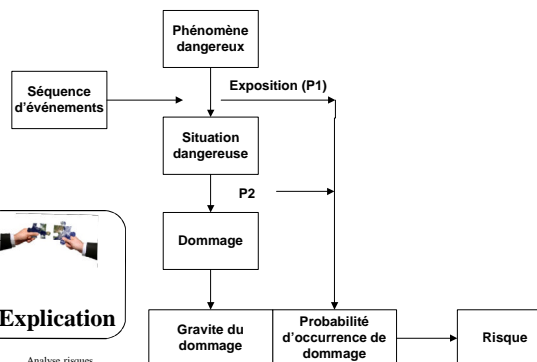 Phénomène
dangereux
Séquence
d'événements
Exposition (P1)
Situation
dangereuse
P2
Dommage
Explication
Gravite du
dommage
Probabilité
d'occurrence de
dommage
Risque
Analyse risques